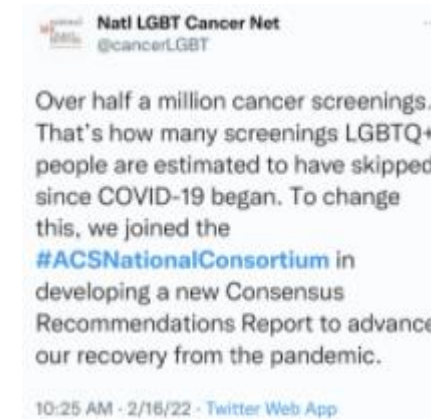 Natl LGBT Cancer Net
@cancerLGBT
Over half a million cancer screenings.
That's how many screenings LGBTQ+
people are estimated to have skipped
since COVID-19 began. To change
this, we joined the
#ACSNationalConsortium in
developing a new Consensus
Recommendations Report to advance
our recovery from the pandemic.
10:25 AM · 2/16/22 · Twitter Web App